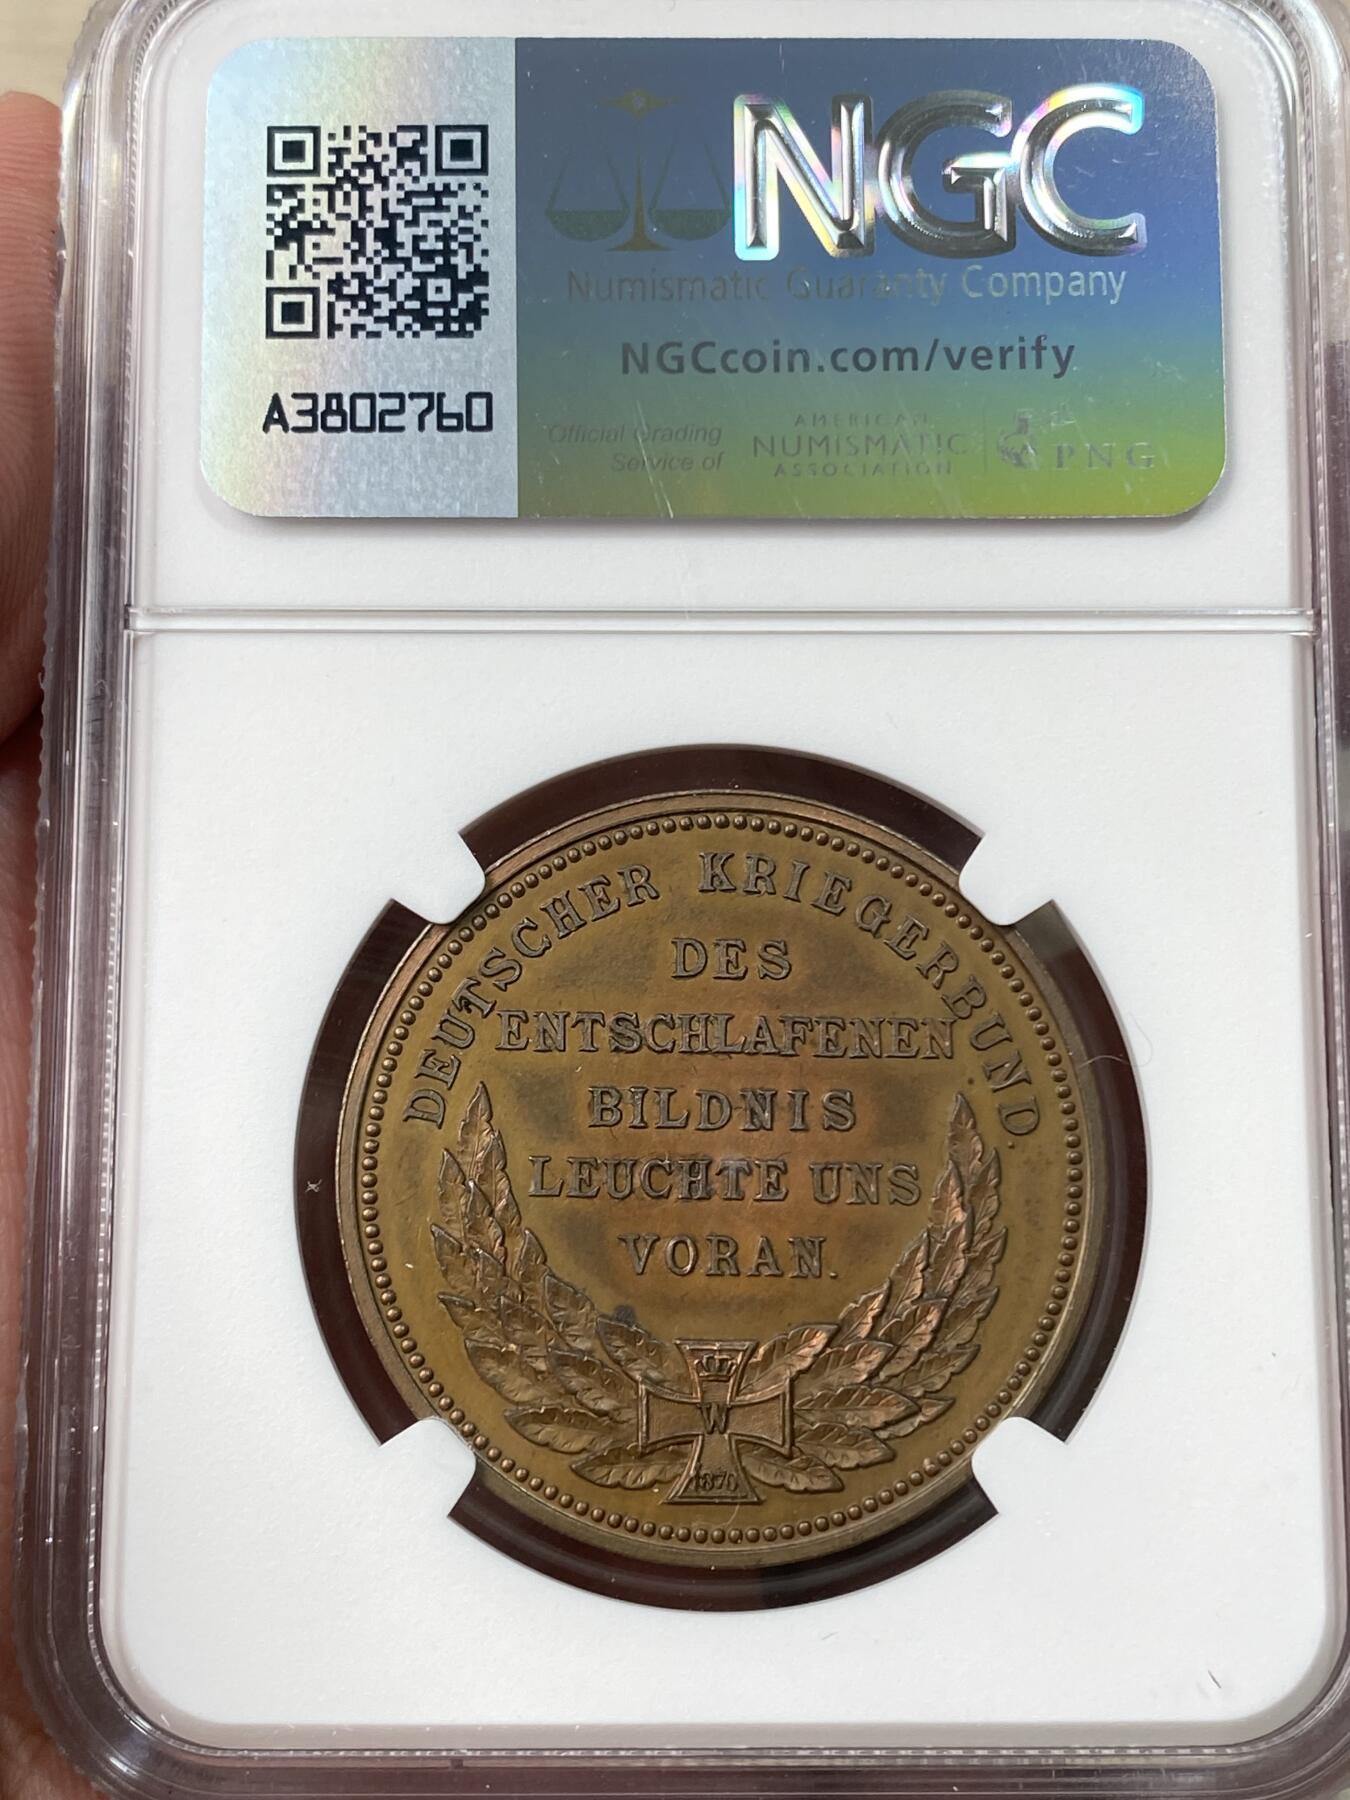 NGC
Numismatic Guaranty Company
NGCcoin.com/verify
A3802760
Official Grading
Service of
AMERICAN
NUMISMATIC
ASSOCIATION
PNG
DEUTSCHER KRIEGERBUND.
DES
ENTSCHLAFENEN
BILDNIS
LEUCHTE UNS
VORAN.
W
1870